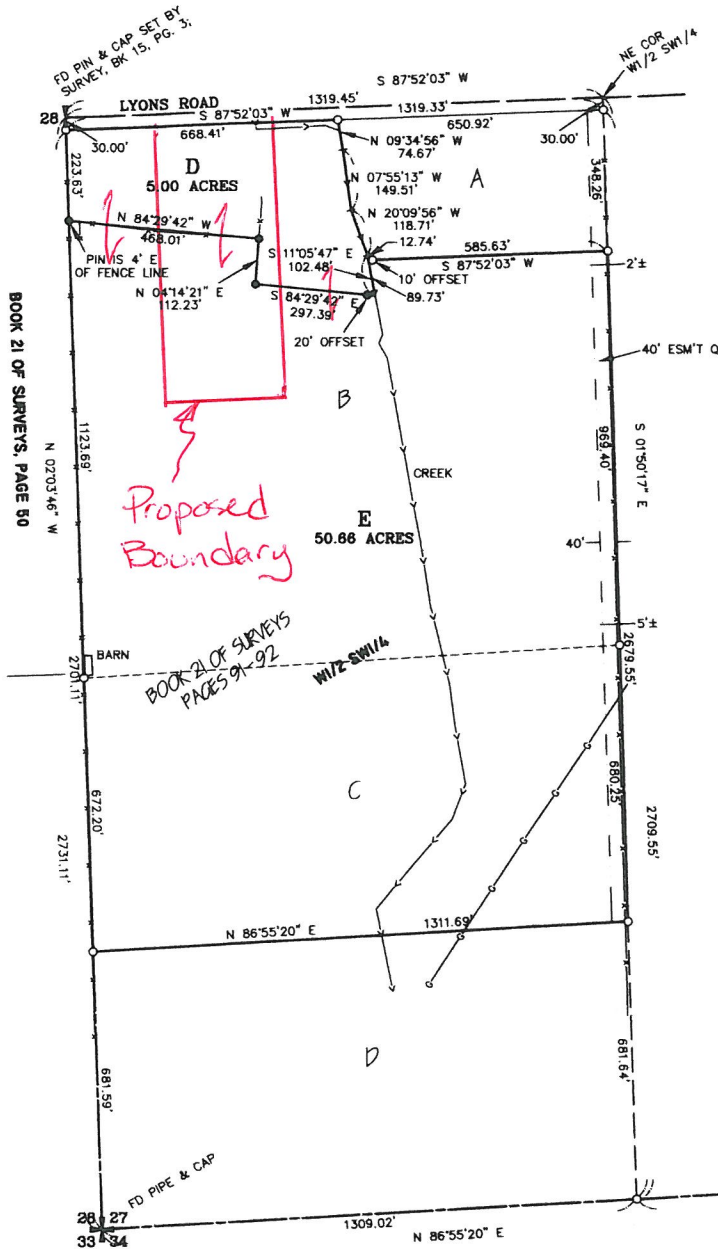 FD PIN & CAP SET BY
SURVEY, BK 15, PG. 3;
NE COR
W1/2 SW1/4
S 87°52'03" W
1319.45'
1319.33'
LYONS ROAD
S 87°52'03" W
28
30.00'
668.41'
650.92'
30.00'
N 09°34'56" W
74.67'
D
5.00 ACRES
A
223.63'
N 07°55'13" W
149.51'
348.26'
N 20°09'56" W
118.71'
12.74'
N 84°29'42" W
468.01'
585.63'
S 87°52'03" W
PIN IS 4' E
OF FENCE LINE
S 11°05'47" E
102.48'
10' OFFSET
89.73'
2'±
N 04°14'21" E
112.23'
S 84°29'42" E
297.39'
20' OFFSET
40' ESM'T Q
BOOK 21 OF SURVEYS, PAGE 50
B
1123.69'
N 02°03'46" W
CREEK
S 01°50'17" E
969.40'
Proposed
Boundary
E
50.66 ACRES
40'
5'±
BARN
BOOK 21 OF SURVEYS
PAGES 91-92
W1/2 SW1/4
2701.11'
2679.55'
C
G
G
G
G
G
672.20'
2731.11'
680.25'
2709.55'
N 86°55'20" E
1311.69'
D
681.59'
681.64'
FD PIPE & CAP
28 27
33 34
1309.02'
N 86°55'20" E